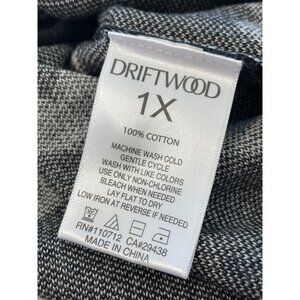 DRIFTWOOD
1X
100% COTTON
MACHINE WASH COLD
GENTLE CYCLE
WASH WITH LIKE COLORS
USE ONLY NON-CHLORINE
BLEACH WHEN NEEDED
LAY FLAT TO DRY
LOW IRON AT REVERSE IF NEEDED
RN#110712 CA#29438
MADE IN CHINA